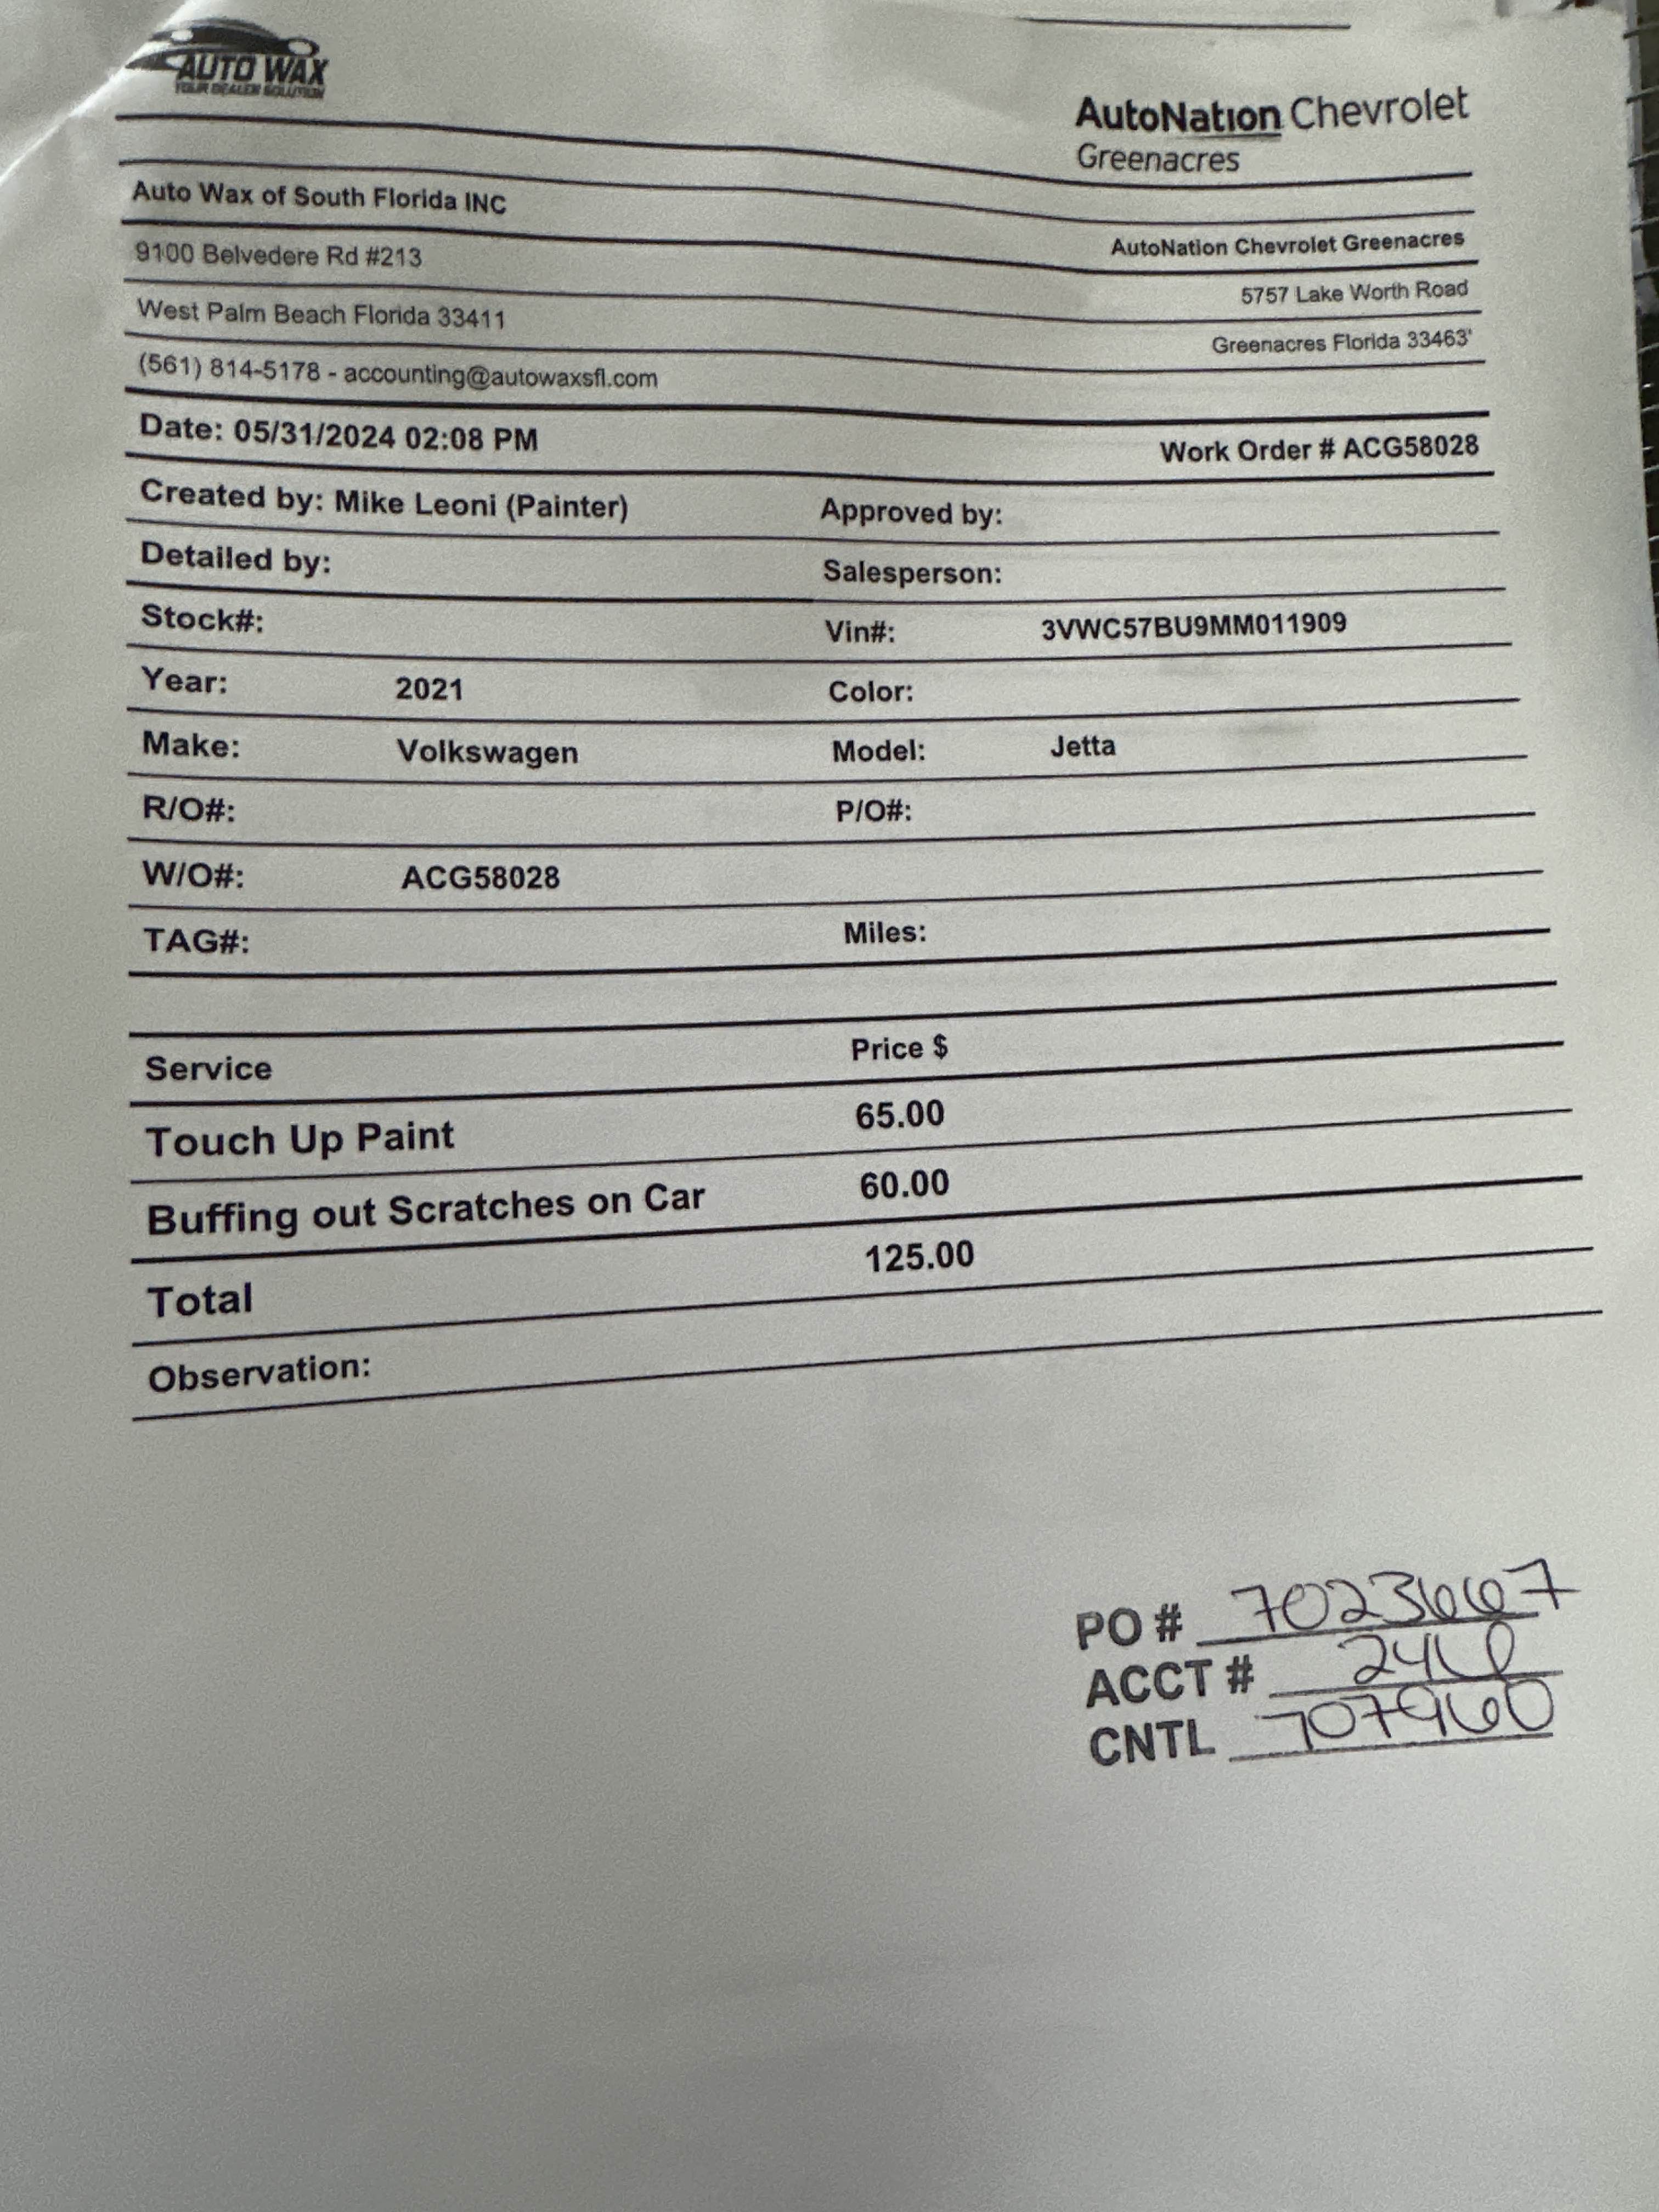 AUTO WAX
YOUR DEALER SOLUTION
AutoNation Chevrolet
Greenacres
Auto Wax of South Florida INC
AutoNation Chevrolet Greenacres
9100 Belvedere Rd #213
5757 Lake Worth Road
West Palm Beach Florida 33411
Greenacres Florida 33463'
(561) 814-5178 - accounting@autowaxsfl.com
Date: 05/31/2024 02:08 PM Work Order # ACG58028
Created by: Mike Leoni (Painter) Approved by:
Detailed by: Salesperson:
Stock#: Vin#: 3VWC57BU9MM011909
Year: 2021 Color:
Make: Volkswagen Model: Jetta
R/O#: P/O#:
W/O#: ACG58028
TAG#: Miles:
Service Price $
Touch Up Paint 65.00
Buffing out Scratches on Car 60.00
Total 125.00
Observation:
PO # 7023667
ACCT #
CNTL 707960